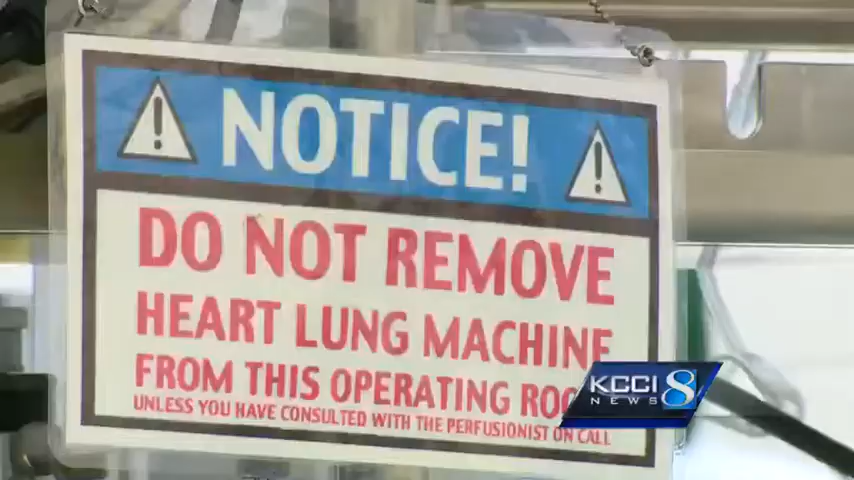 NOTICE!
DO NOT REMOVE
HEART LUNG MACHINE
FROM THIS OPERATING
UNLESS YOU HAVE CONSULTED WITH THE PERFUSIONIST ON CALL
KCCI 8
NEWS